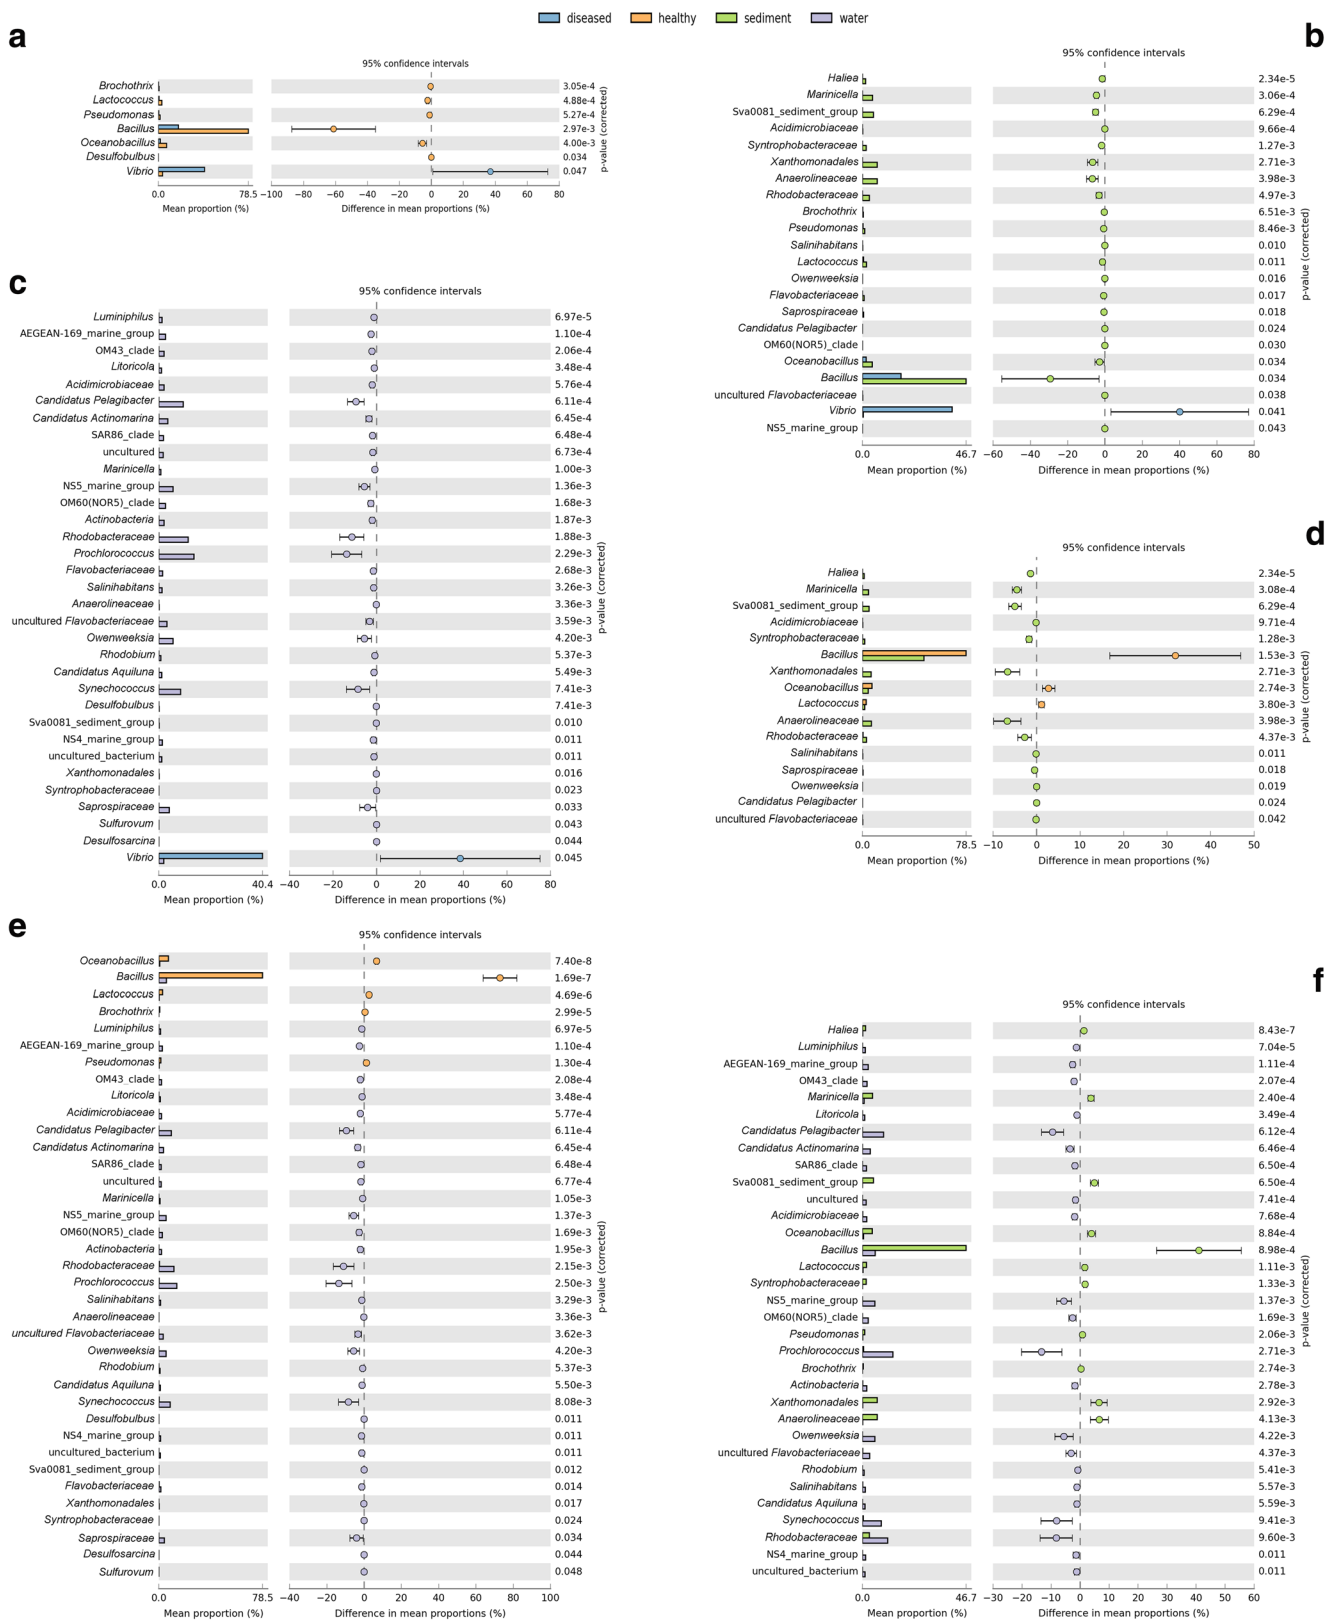 diseased healthy sediment water
a
95% confidence intervals
Brochothrix 3.05e-4
Lactococcus 4.88e-4
Pseudomonas 5.27e-4
Bacillus 2.97e-3
Oceanobacillus 4.00e-3
Desulfobulbus 0.034
Vibrio 0.047
p-value (corrected)
0.0 78.5 −100 −80 −60 −40 −20 0 20 40 60 80
Mean proportion (%) Difference in mean proportions (%)
b
95% confidence intervals
Haliea 2.34e-5
Marinicella 3.06e-4
Sva0081_sediment_group 6.29e-4
Acidimicrobiaceae 9.66e-4
Syntrophobacteraceae 1.27e-3
Xanthomonadales 2.71e-3
Anaerolineaceae 3.98e-3
Rhodobacteraceae 4.97e-3
Brochothrix 6.51e-3
Pseudomonas 8.46e-3
Salinihabitans 0.010
Lactococcus 0.011
Owenweeksia 0.016
Flavobacteriaceae 0.017
Saprospiraceae 0.018
Candidatus Pelagibacter 0.024
OM60(NOR5)_clade 0.030
Oceanobacillus 0.034
Bacillus 0.034
uncultured Flavobacteriaceae 0.038
Vibrio 0.041
NS5_marine_group 0.043
p-value (corrected)
0.0 46.7 −60 −40 −20 0 20 40 60 80
Mean proportion (%) Difference in mean proportions (%)
c
95% confidence intervals
Luminiphilus 6.97e-5
AEGEAN-169_marine_group 1.10e-4
OM43_clade 2.06e-4
Litoricola 3.48e-4
Acidimicrobiaceae 5.76e-4
Candidatus Pelagibacter 6.11e-4
Candidatus Actinomarina 6.45e-4
SAR86_clade 6.48e-4
uncultured 6.73e-4
Marinicella 1.00e-3
NS5_marine_group 1.36e-3
OM60(NOR5)_clade 1.68e-3
Actinobacteria 1.87e-3
Rhodobacteraceae 1.88e-3
Prochlorococcus 2.29e-3
Flavobacteriaceae 2.68e-3
Salinihabitans 3.26e-3
Anaerolineaceae 3.36e-3
uncultured Flavobacteriaceae 3.59e-3
Owenweeksia 4.20e-3
Rhodobium 5.37e-3
Candidatus Aquiluna 5.49e-3
Synechococcus 7.41e-3
Desulfobulbus 7.41e-3
Sva0081_sediment_group 0.010
NS4_marine_group 0.011
uncultured_bacterium 0.011
Xanthomonadales 0.016
Syntrophobacteraceae 0.023
Saprospiraceae 0.033
Sulfurovum 0.043
Desulfosarcina 0.044
Vibrio 0.045
p-value (corrected)
0.0 40.4 −40 −20 0 20 40 60 80
Mean proportion (%) Difference in mean proportions (%)
d
95% confidence intervals
Haliea 2.34e-5
Marinicella 3.08e-4
Sva0081_sediment_group 6.29e-4
Acidimicrobiaceae 9.71e-4
Syntrophobacteraceae 1.28e-3
Bacillus 1.53e-3
Xanthomonadales 2.71e-3
Oceanobacillus 2.74e-3
Lactococcus 3.80e-3
Anaerolineaceae 3.98e-3
Rhodobacteraceae 4.37e-3
Salinihabitans 0.011
Saprospiraceae 0.018
Owenweeksia 0.019
Candidatus Pelagibacter 0.024
uncultured Flavobacteriaceae 0.042
p-value (corrected)
0.0 78.5 −10 0 10 20 30 40 50
Mean proportion (%) Difference in mean proportions (%)
e
95% confidence intervals
Oceanobacillus 7.40e-8
Bacillus 1.69e-7
Lactococcus 4.69e-6
Brochothrix 2.99e-5
Luminiphilus 6.97e-5
AEGEAN-169_marine_group 1.10e-4
Pseudomonas 1.30e-4
OM43_clade 2.08e-4
Litoricola 3.48e-4
Acidimicrobiaceae 5.77e-4
Candidatus Pelagibacter 6.11e-4
Candidatus Actinomarina 6.45e-4
SAR86_clade 6.48e-4
uncultured 6.77e-4
Marinicella 1.05e-3
NS5_marine_group 1.37e-3
OM60(NOR5)_clade 1.69e-3
Actinobacteria 1.95e-3
Rhodobacteraceae 2.15e-3
Prochlorococcus 2.50e-3
Salinihabitans 3.29e-3
Anaerolineaceae 3.36e-3
uncultured Flavobacteriaceae 3.62e-3
Owenweeksia 4.20e-3
Rhodobium 5.37e-3
Candidatus Aquiluna 5.50e-3
Synechococcus 8.08e-3
Desulfobulbus 0.011
NS4_marine_group 0.011
uncultured_bacterium 0.011
Sva0081_sediment_group 0.012
Flavobacteriaceae 0.014
Xanthomonadales 0.017
Syntrophobacteraceae 0.024
Saprospiraceae 0.034
Desulfosarcina 0.044
Sulfurovum 0.048
p-value (corrected)
0.0 78.5 −40 −20 0 20 40 60 80 100
Mean proportion (%) Difference in mean proportions (%)
f
95% confidence intervals
Haliea 8.43e-7
Luminiphilus 7.04e-5
AEGEAN-169_marine_group 1.11e-4
OM43_clade 2.07e-4
Marinicella 2.40e-4
Litoricola 3.49e-4
Candidatus Pelagibacter 6.12e-4
Candidatus Actinomarina 6.46e-4
SAR86_clade 6.50e-4
Sva0081_sediment_group 6.50e-4
uncultured 7.41e-4
Acidimicrobiaceae 7.68e-4
Oceanobacillus 8.84e-4
Bacillus 8.98e-4
Lactococcus 1.11e-3
Syntrophobacteraceae 1.33e-3
NS5_marine_group 1.37e-3
OM60(NOR5)_clade 1.69e-3
Pseudomonas 2.06e-3
Prochlorococcus 2.71e-3
Brochothrix 2.74e-3
Actinobacteria 2.78e-3
Xanthomonadales 2.92e-3
Anaerolineaceae 4.13e-3
Owenweeksia 4.22e-3
uncultured Flavobacteriaceae 4.37e-3
Rhodobium 5.41e-3
Salinihabitans 5.57e-3
Candidatus Aquiluna 5.59e-3
Synechococcus 9.41e-3
Rhodobacteraceae 9.60e-3
NS4_marine_group 0.011
uncultured_bacterium 0.011
p-value (corrected)
0.0 46.7 −30 −20 −10 0 10 20 30 40 50 60
Mean proportion (%) Difference in mean proportions (%)